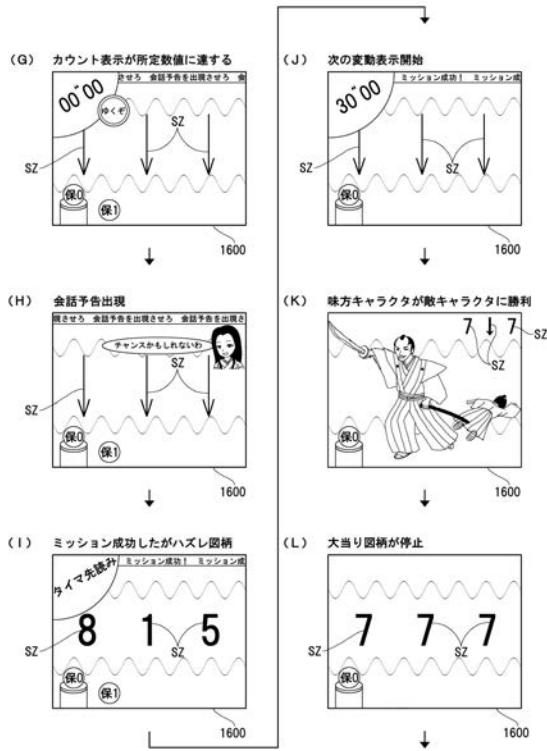 (G) カウント表示が所定数値に達する
00"00
させろ 会話予告を出現させろ 会
ゆくぞ
SZ
SZ
保0
保1
1600
(H) 会話予告出現
現させろ 会話予告を出現させろ 会話予告を出現さ
チャンスかもしれないわ
SZ
SZ
保0
保1
1600
(I) ミッション成功したがハズレ図柄
タイマ先読み
ミッション成功! ミッション成
8 1 5
SZ
SZ
保0
保1
1600
(J) 次の変動表示開始
30"00
ミッション成功! ミッション成
SZ
SZ
保0
1600
(K) 味方キャラクタが敵キャラクタに勝利
7 7
SZ
SZ
保0
1600
(L) 大当り図柄が停止
7 7 7
SZ
SZ
保0
1600